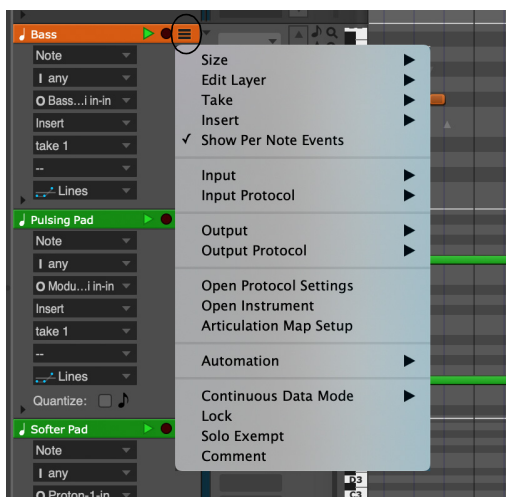 Bass
Note
I any
O Bass...i in-in
Insert
take 1
--
Lines
Pulsing Pad
Note
I any
O Modu...i in-in
Insert
take 1
--
Lines
Quantize:
Softer Pad
Note
I any
O Proton-1-in
Size
Edit Layer
Take
Insert
✓ Show Per Note Events
Input
Input Protocol
Output
Output Protocol
Open Protocol Settings
Open Instrument
Articulation Map Setup
Automation
Continuous Data Mode
Lock
Solo Exempt
Comment
D3
C3